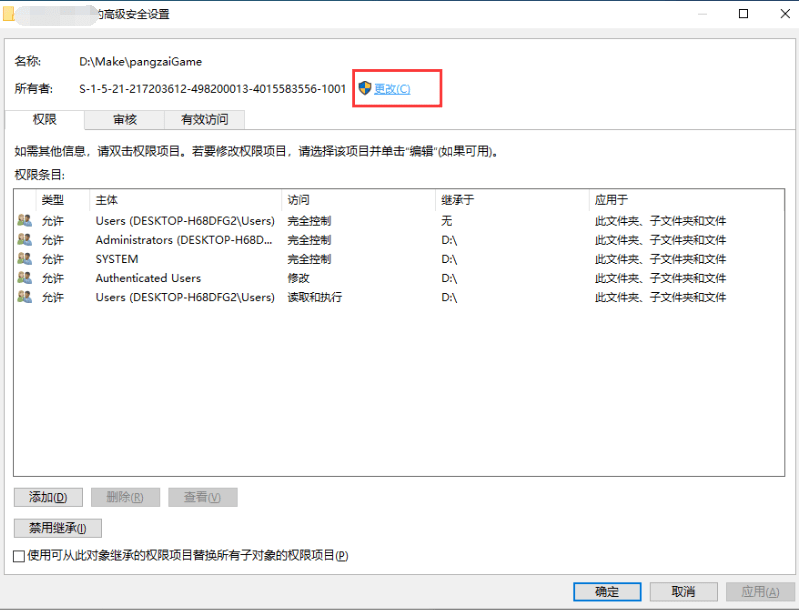 的高级安全设置
名称: D:\Make\pangzaiGame
所有者: S-1-5-21-217203612-498200013-4015583556-1001 更改(C)
权限 审核 有效访问
如需其他信息，请双击权限项目。若要修改权限项目，请选择该项目并单击"编辑"(如果可用)。
权限条目:
类型 主体 访问 继承于 应用于
允许 Users (DESKTOP-H68DFG2\Users) 完全控制 无 此文件夹、子文件夹和文件
允许 Administrators (DESKTOP-H68D... 完全控制 D:\ 此文件夹、子文件夹和文件
允许 SYSTEM 完全控制 D:\ 此文件夹、子文件夹和文件
允许 Authenticated Users 修改 D:\ 此文件夹、子文件夹和文件
允许 Users (DESKTOP-H68DFG2\Users) 读取和执行 D:\ 此文件夹、子文件夹和文件
添加(D) 删除(R) 查看(V)
禁用继承(I)
使用可从此对象继承的权限项目替换所有子对象的权限项目(P)
确定 取消 应用(A)